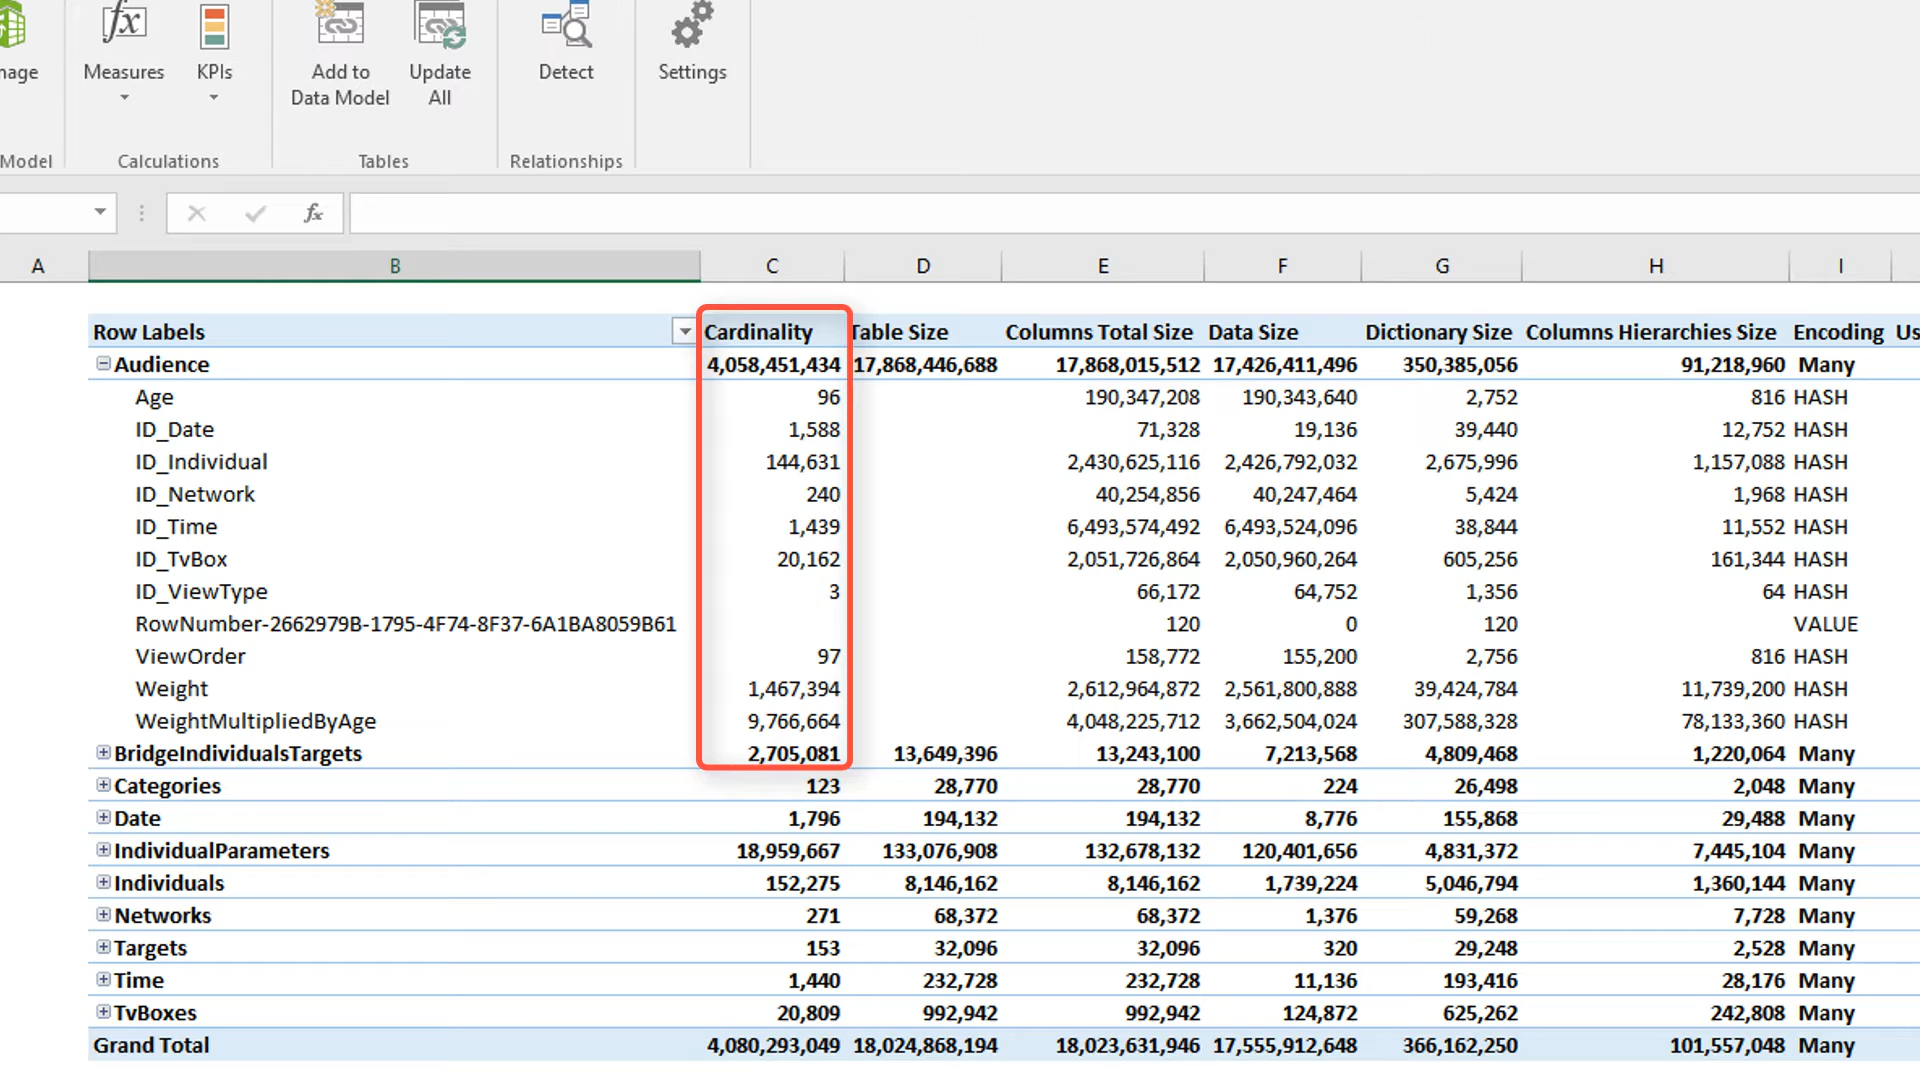 nage Measures KPIs Add to Data Model Update All Detect Settings
Model Calculations Tables Relationships
fx
A B C D E F G H I
Row Labels Cardinality Table Size Columns Total Size Data Size Dictionary Size Columns Hierarchies Size Encoding Us
Audience 4,058,451,434 17,868,446,688 17,868,015,512 17,426,411,496 350,385,056 91,218,960 Many
Age 96 190,347,208 190,343,640 2,752 816 HASH
ID_Date 1,588 71,328 19,136 39,440 12,752 HASH
ID_Individual 144,631 2,430,625,116 2,426,792,032 2,675,996 1,157,088 HASH
ID_Network 240 40,254,856 40,247,464 5,424 1,968 HASH
ID_Time 1,439 6,493,574,492 6,493,524,096 38,844 11,552 HASH
ID_TvBox 20,162 2,051,726,864 2,050,960,264 605,256 161,344 HASH
ID_ViewType 3 66,172 64,752 1,356 64 HASH
RowNumber-2662979B-1795-4F74-8F37-6A1BA8059B61 120 0 120 VALUE
ViewOrder 97 158,772 155,200 2,756 816 HASH
Weight 1,467,394 2,612,964,872 2,561,800,888 39,424,784 11,739,200 HASH
WeightMultipliedByAge 9,766,664 4,048,225,712 3,662,504,024 307,588,328 78,133,360 HASH
BridgeIndividualsTargets 2,705,081 13,649,396 13,243,100 7,213,568 4,809,468 1,220,064 Many
Categories 123 28,770 28,770 224 26,498 2,048 Many
Date 1,796 194,132 194,132 8,776 155,868 29,488 Many
IndividualParameters 18,959,667 133,076,908 132,678,132 120,401,656 4,831,372 7,445,104 Many
Individuals 152,275 8,146,162 8,146,162 1,739,224 5,046,794 1,360,144 Many
Networks 271 68,372 68,372 1,376 59,268 7,728 Many
Targets 153 32,096 32,096 320 29,248 2,528 Many
Time 1,440 232,728 232,728 11,136 193,416 28,176 Many
TvBoxes 20,809 992,942 992,942 124,872 625,262 242,808 Many
Grand Total 4,080,293,049 18,024,868,194 18,023,631,946 17,555,912,648 366,162,250 101,557,048 Many